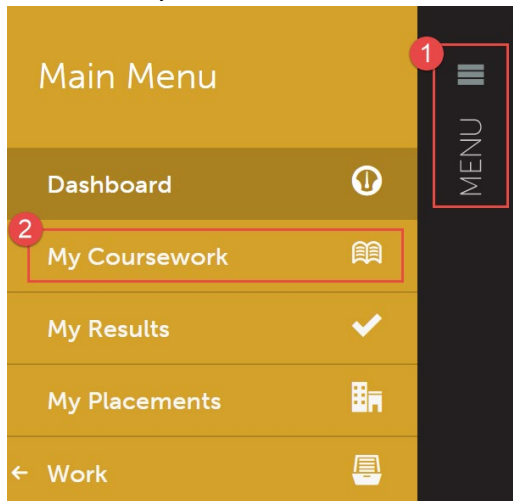 Main Menu
1
MENU
Dashboard
2
My Coursework
My Results
My Placements
← Work